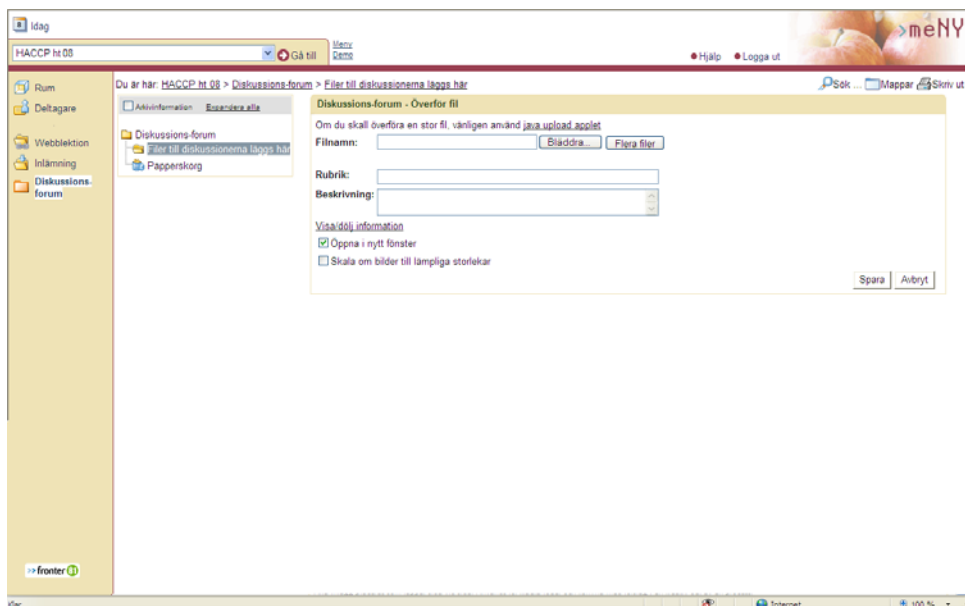 Idag
HACCP ht 08
Gå till
Meny
Demo
Hjälp
Logga ut
>meNY
Rum
Deltagare
Webblektion
Inlämning
Diskussions-
forum
Du är här: HACCP ht 08 > Diskussions-forum > Filer till diskussionerna läggs här
Sök ... Mappar Skriv ut
Arkivinformation Expandera alla
Diskussions-forum
Filer till diskussionerna läggs här
Papperskorg
Diskussions-forum - Överför fil
Om du skall överföra en stor fil, vänligen använd java upload applet
Filnamn: Bläddra... Flera filer
Rubrik:
Beskrivning:
Visa/dölj information
Öppna i nytt fönster
Skala om bilder till lämpliga storlekar
Spara Avbryt
>>fronter
Internet 100 %